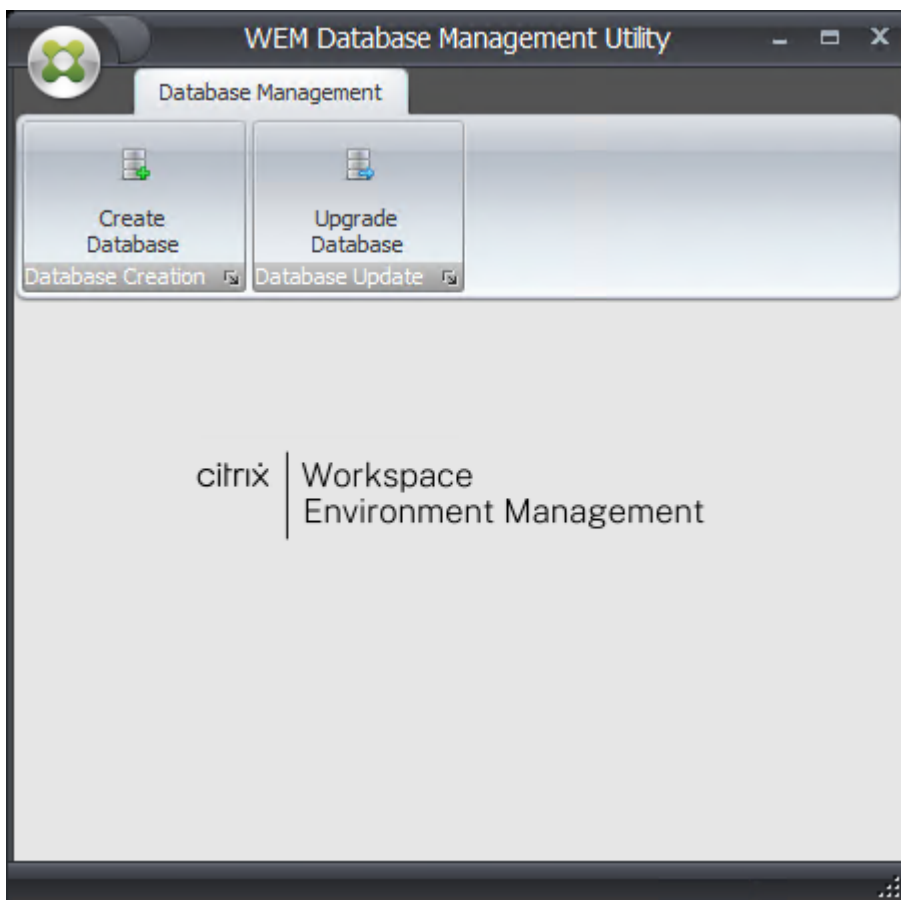 WEM Database Management Utility
Database Management
Create
Database
Upgrade
Database
Database Creation
Database Update
citrix
Workspace
Environment Management